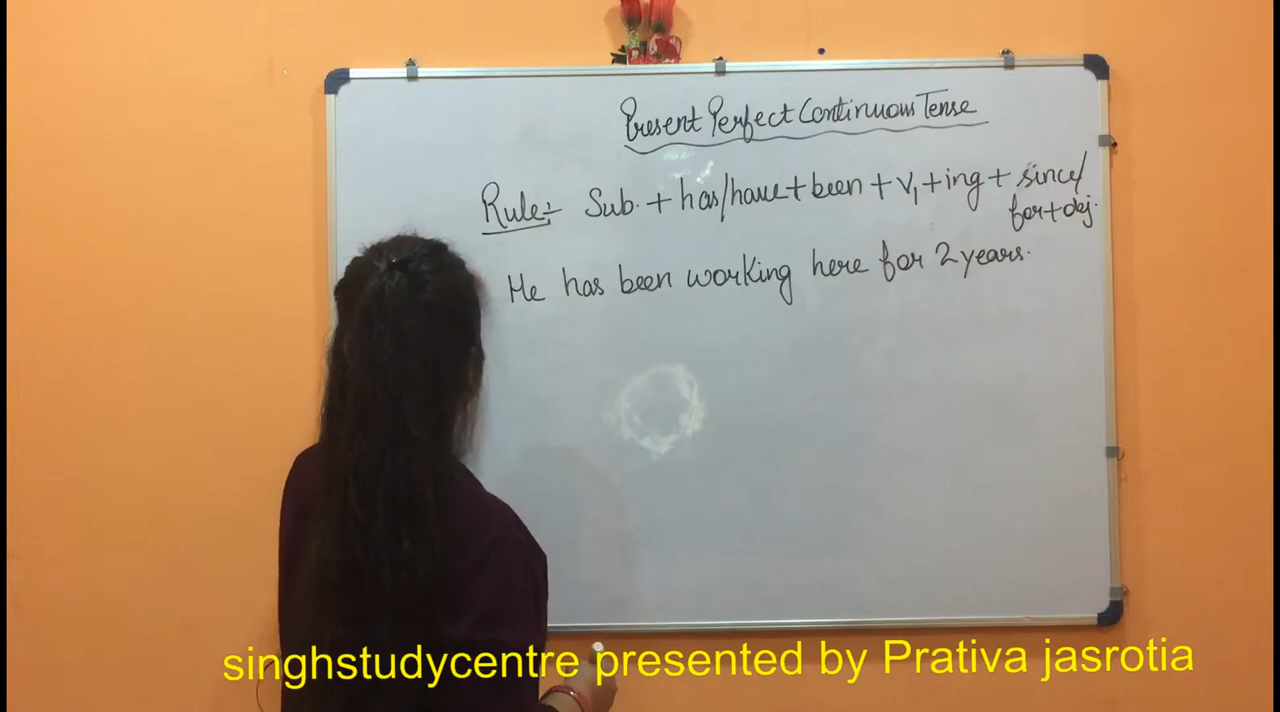 Present Perfect Continuous Tense
Rule:- Sub. + has/have + been + V1 + ing + since/
for + obj.
He has been working here for 2 years.
singhstudycentre presented by Prativa jasrotia